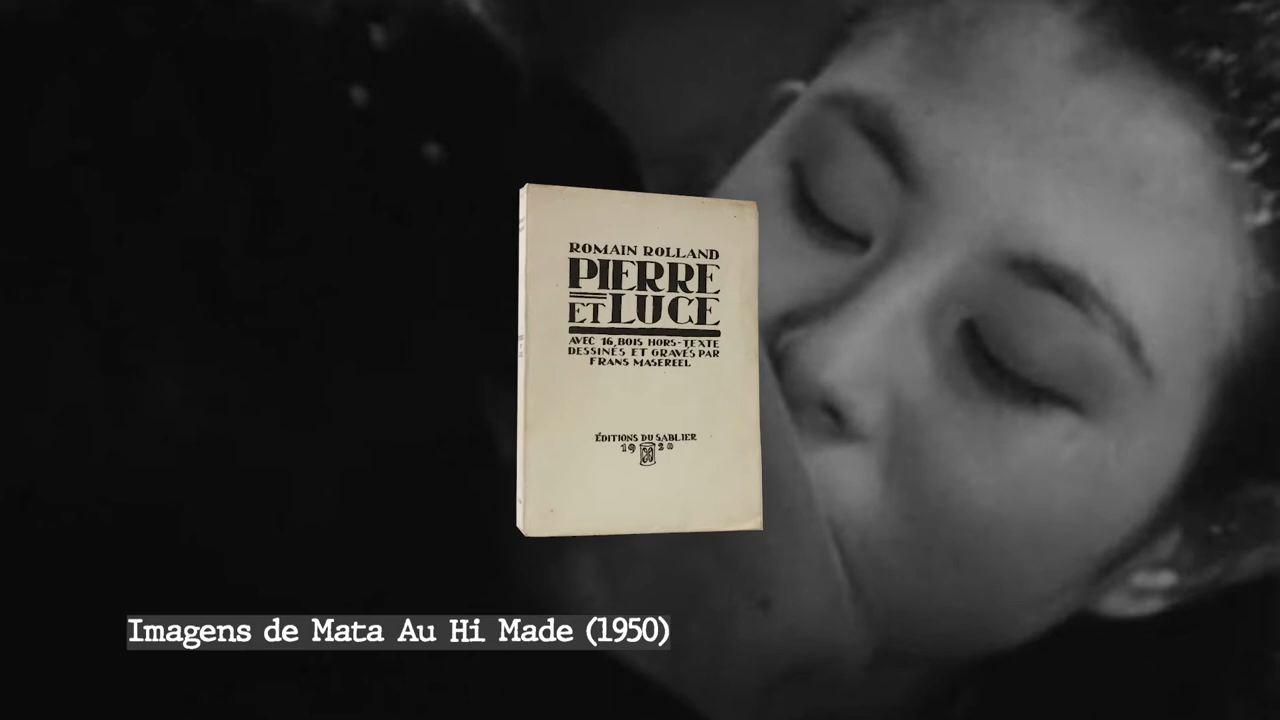 ROMAIN ROLLAND
PIERRE
ET LUCE
AVEC 16 BOIS HORS-TEXTE
DESSINÉS ET GRAVÉS PAR
FRANS MASEREEL
ÉDITIONS DU SABLIER
1920
Imagens de Mata Au Hi Made (1950)